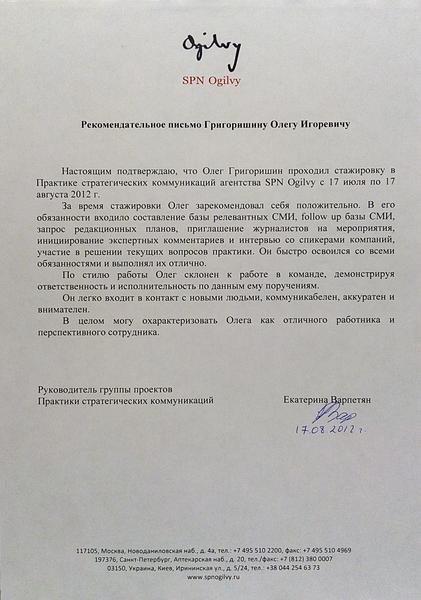 Ogilvy
SPN Ogilvy
Рекомендательное письмо Григоришину Олегу Игоревичу
Настоящим подтверждаю, что Олег Григоришин проходил стажировку в
Практике стратегических коммуникаций агентства SPN Ogilvy с 17 июля по 17
августа 2012 г.
За время стажировки Олег зарекомендовал себя положительно. В его
обязанности входило составление базы релевантных СМИ, follow up базы СМИ,
запрос редакционных планов, приглашение журналистов на мероприятия,
инициирование экспертных комментариев и интервью со спикерами компаний,
участие в решении текущих вопросов практики. Он быстро освоился со всеми
обязанностями и выполнял их отлично.
По стилю работы Олег склонен к работе в команде, демонстрируя
ответственность и исполнительность по данным ему поручениям.
Он легко входит в контакт с новыми людьми, коммуникабелен, аккуратен и
внимателен.
В целом могу охарактеризовать Олега как отличного работника и
перспективного сотрудника.
Руководитель группы проектов
Практики стратегических коммуникаций Екатерина Варпетян
17.08.2012 г.
117105, Москва, Новоданиловская наб., д. 4а, тел.: +7 495 510 2200, факс: +7 495 510 4969
197376, Санкт-Петербург, Аптекарская наб., д. 20, тел./факс: +7 (812) 380 0007
03150, Украина, Киев, Ирининская ул., д. 5/24, тел.: +38 044 254 63 73
www.spnogilvy.ru